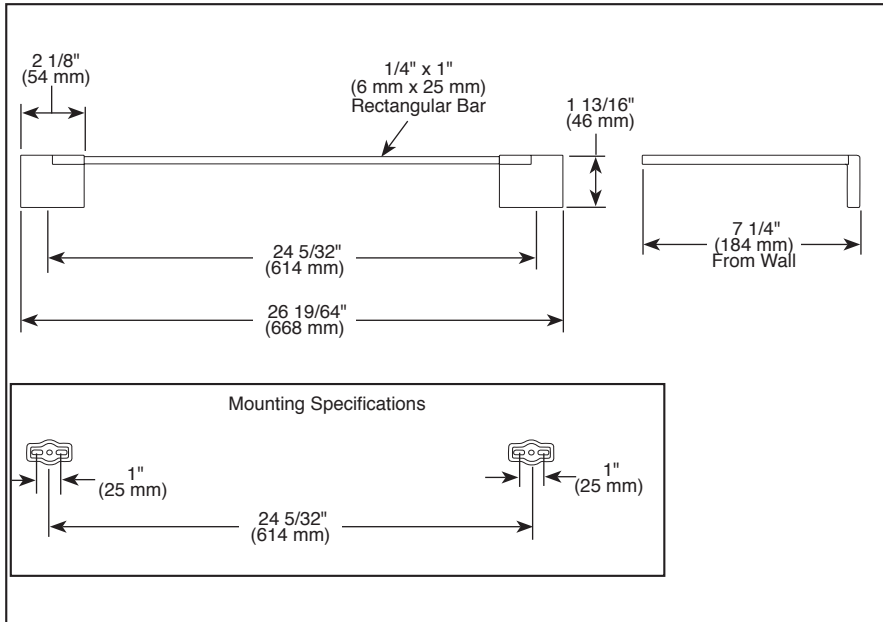 2 1/8"
(54 mm)
1/4" x 1"
(6 mm x 25 mm)
Rectangular Bar
1 13/16"
(46 mm)
7 1/4"
(184 mm)
From Wall
24 5/32"
(614 mm)
26 19/64"
(668 mm)
Mounting Specifications
1"
(25 mm)
1"
(25 mm)
24 5/32"
(614 mm)